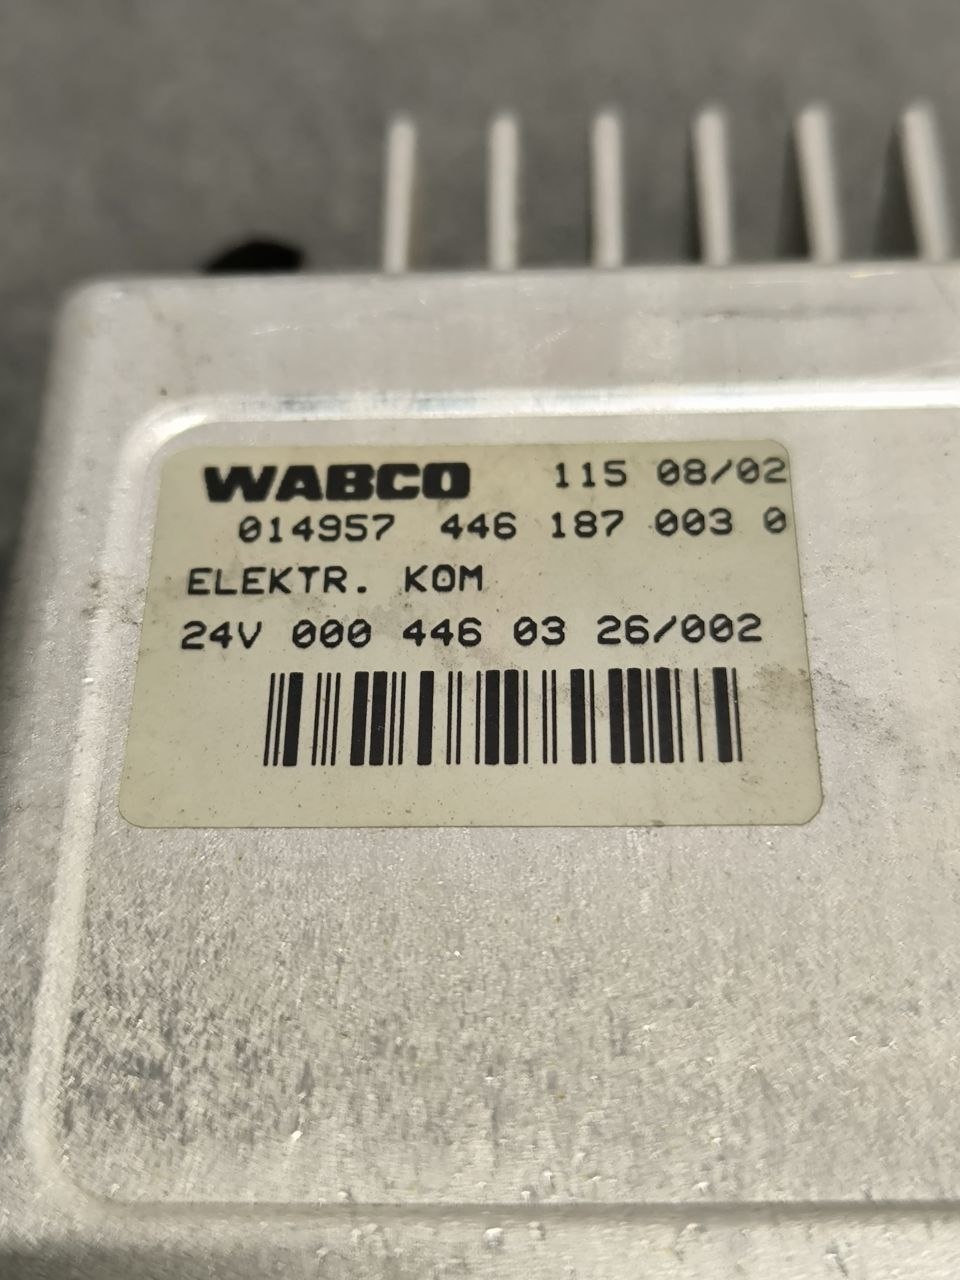 WABCO 115 08/02
014957 446 187 003 0
ELEKTR. KOM
24V 000 446 03 26/002